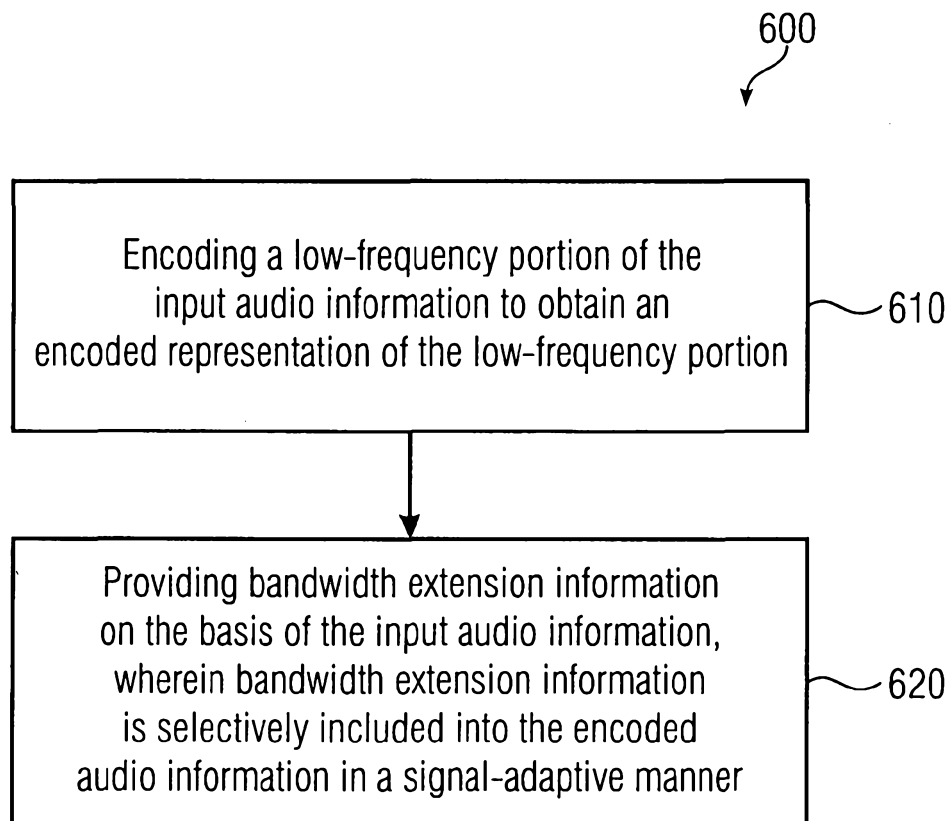 600
Encoding a low-frequency portion of the
input audio information to obtain an
encoded representation of the low-frequency portion
610
Providing bandwidth extension information
on the basis of the input audio information,
wherein bandwidth extension information
is selectively included into the encoded
audio information in a signal-adaptive manner
620